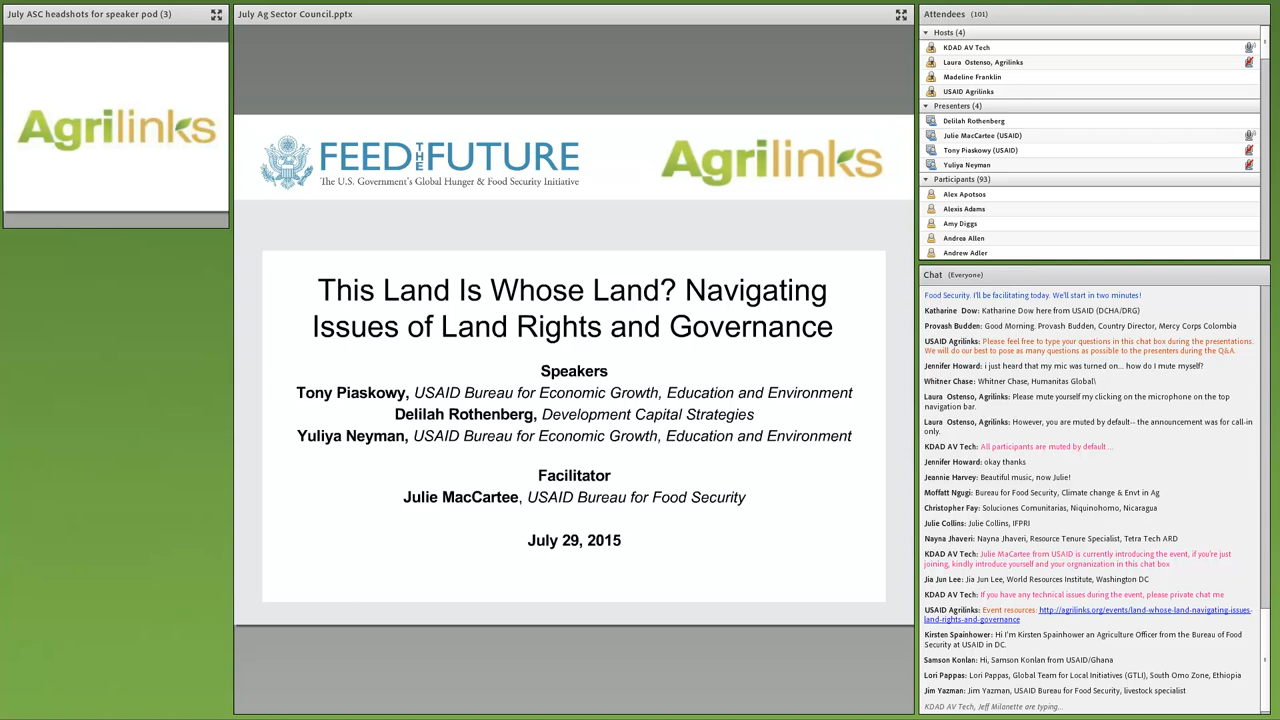 July ASC headshots for speaker pod (3)
Agrilinks
July Ag Sector Council.pptx
FEED THE FUTURE
The U.S. Government's Global Hunger & Food Security Initiative
Agrilinks
This Land Is Whose Land? Navigating
Issues of Land Rights and Governance
Speakers
Tony Piaskowy, USAID Bureau for Economic Growth, Education and Environment
Delilah Rothenberg, Development Capital Strategies
Yuliya Neyman, USAID Bureau for Economic Growth, Education and Environment
Facilitator
Julie MacCartee, USAID Bureau for Food Security
July 29, 2015
Attendees (101)
Hosts (4)
KDAD AV Tech
Laura Ostenso, Agrilinks
Madeline Franklin
USAID Agrilinks
Presenters (4)
Delilah Rothenberg
Julie MacCartee (USAID)
Tony Piaskowy (USAID)
Yuliya Neyman
Participants (93)
Alex Apotsos
Alexis Adams
Amy Diggs
Andrea Allen
Andrew Adler
Chat (Everyone)
Food Security. I'll be facilitating today. We'll start in two minutes!
Katharine Dow: Katharine Dow here from USAID (DCHA/DRG)
Provash Budden: Good Morning. Provash Budden, Country Director, Mercy Corps Colombia
USAID Agrilinks: Please feel free to type your questions in this chat box during the presentations.
We will do our best to pose as many questions as possible to the presenters during the Q&A.
Jennifer Howard: i just heard that my mic was turned on... how do I mute myself?
Whitner Chase: Whitner Chase, Humanitas Global\
Laura Ostenso, Agrilinks: Please mute yourself my clicking on the microphone on the top
navigation bar.
Laura Ostenso, Agrilinks: However, you are muted by default-- the announcement was for call-in
only.
KDAD AV Tech: All participants are muted by default ...
Jennifer Howard: okay thanks
Jeannie Harvey: Beautiful music, now Julie!
Moffatt Ngugi: Bureau for Food Security, Climate change & Envt in Ag
Christopher Fay: Soluciones Comunitarias, Niquinohomo, Nicaragua
Julie Collins: Julie Collins, IFPRI
Nayna Jhaveri: Nayna Jhaveri, Resource Tenure Specialist, Tetra Tech ARD
KDAD AV Tech: Julie MaCartee from USAID is currently introducing the event, if you're just
joining, kindly introduce yourself and your orgnanization in this chat box
Jia Jun Lee: Jia Jun Lee, World Resources Institute, Washington DC
KDAD AV Tech: If you have any technical issues during the event, please private chat me
USAID Agrilinks: Event resources: http://agrilinks.org/events/land-whose-land-navigating-issues-
land-rights-and-governance
Kirsten Spainhower: Hi I'm Kirsten Spainhower an Agriculture Officer from the Bureau of Food
Security at USAID in DC.
Samson Konlan: Hi, Samson Konlan from USAID/Ghana
Lori Pappas: Lori Pappas, Global Team for Local Initiatives (GTLI), South Omo Zone, Ethiopia
Jim Yazman: Jim Yazman, USAID Bureau for Food Security, livestock specialist
KDAD AV Tech, Jeff Milanette are typing...